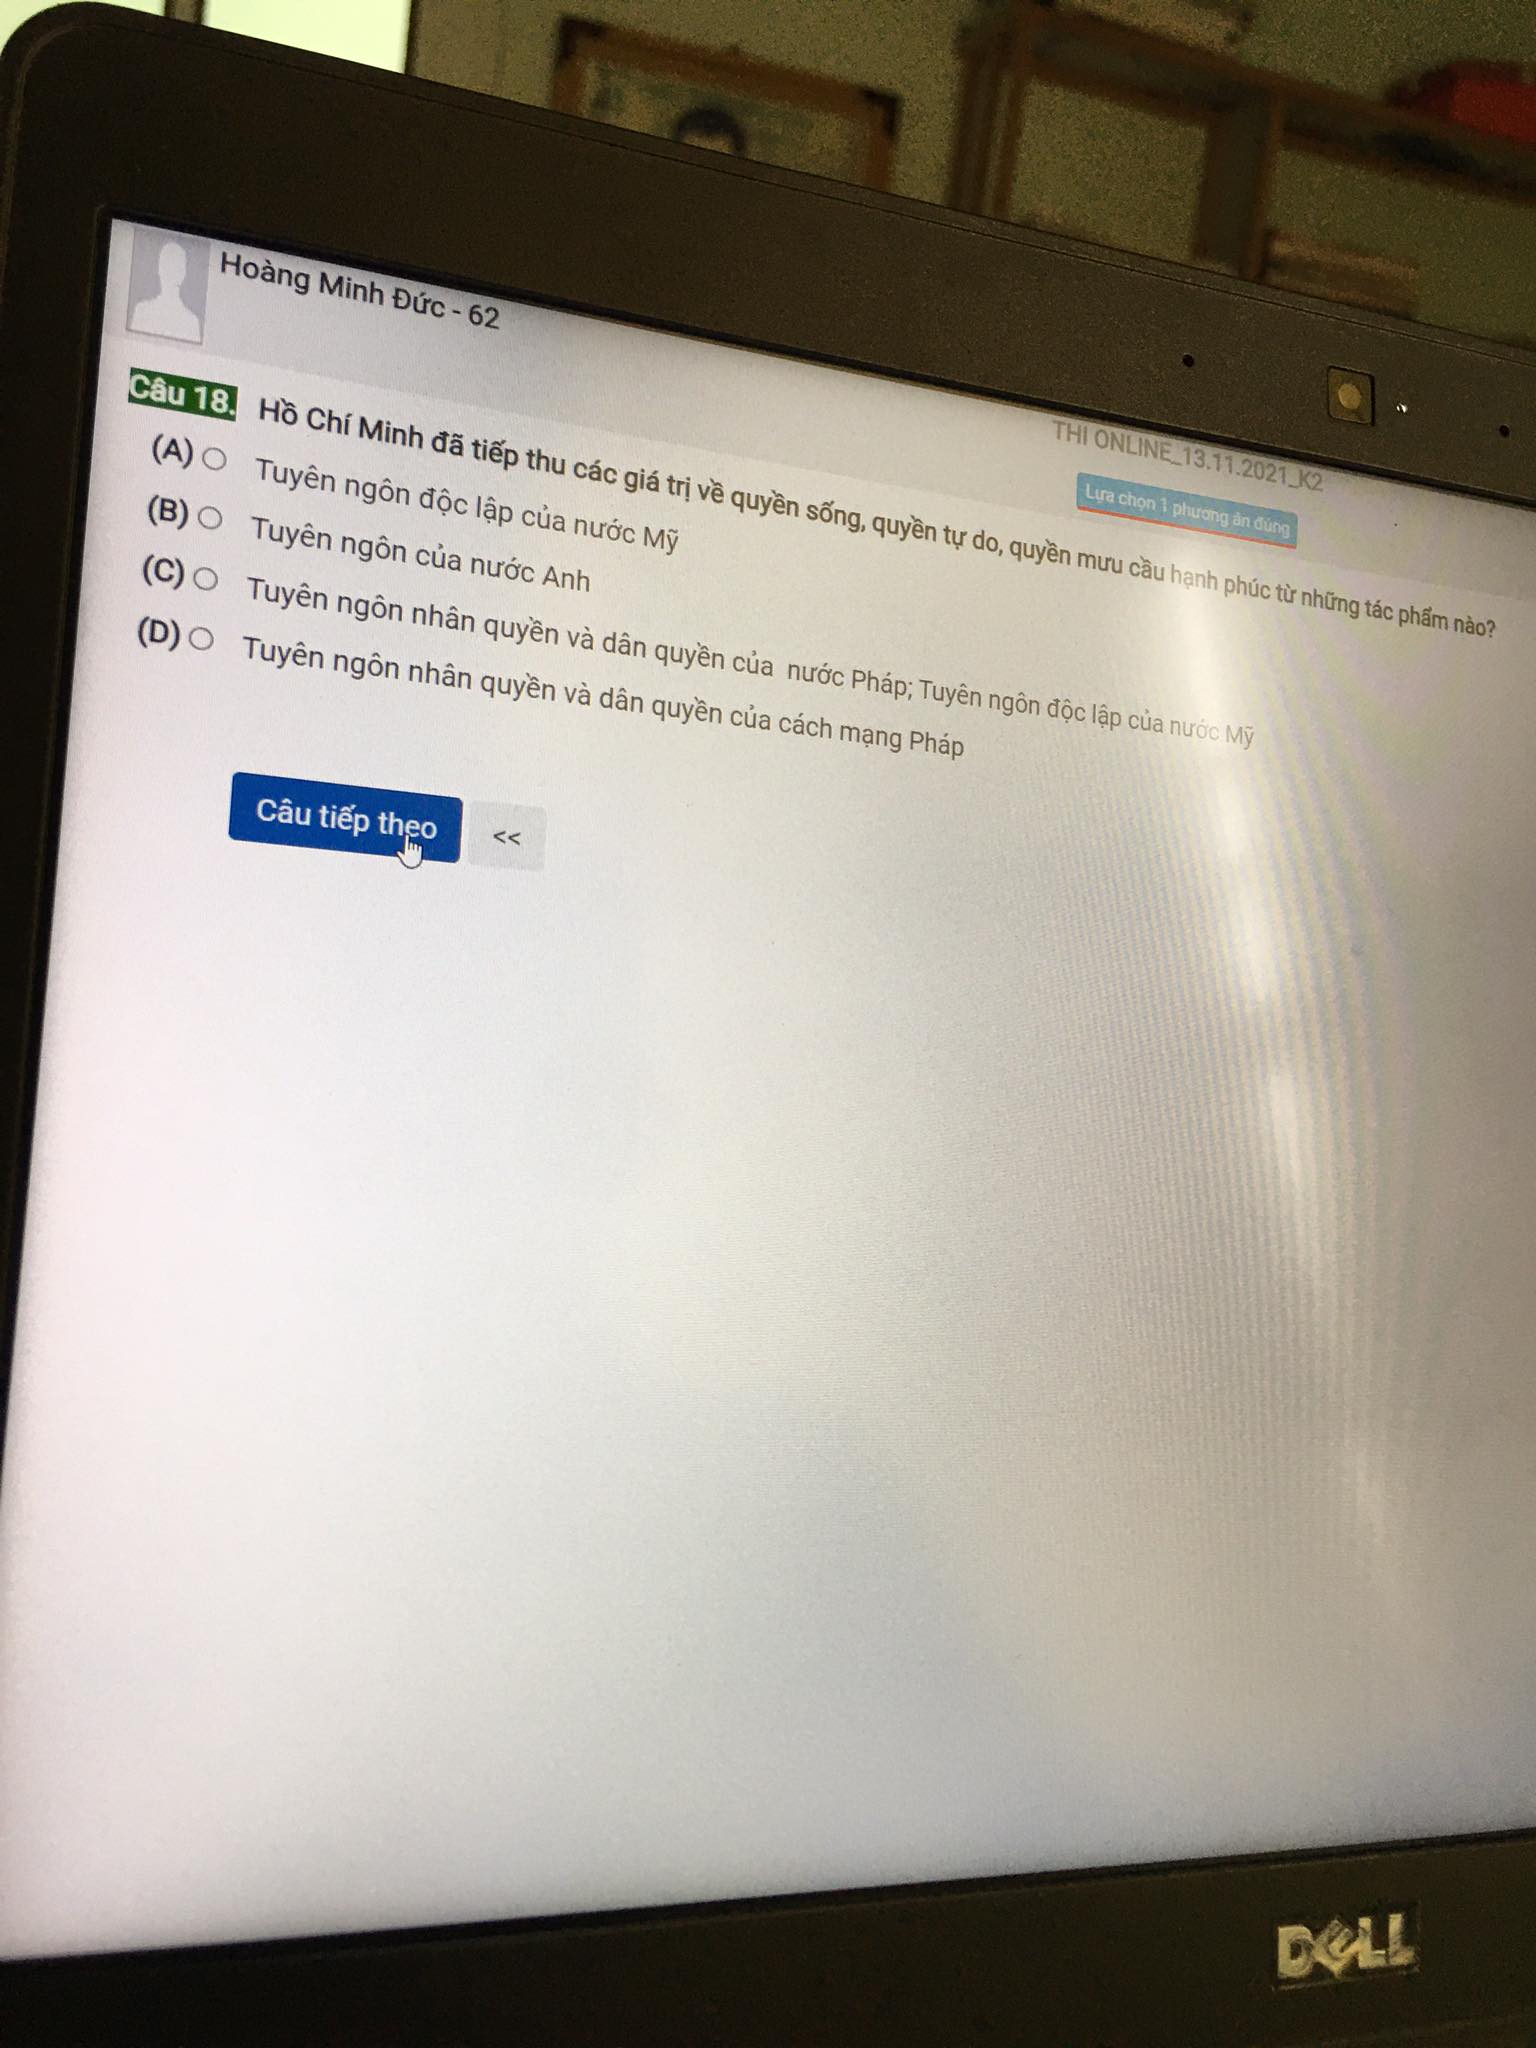 Hoàng Minh Đức - 62
THI ONLINE_13.11.2021_K2
Lựa chọn 1 phương án đúng
Câu 18. Hồ Chí Minh đã tiếp thu các giá trị về quyền sống, quyền tự do, quyền mưu cầu hạnh phúc từ những tác phẩm nào?
(A) Tuyên ngôn độc lập của nước Mỹ
(B) Tuyên ngôn của nước Anh
(C) Tuyên ngôn nhân quyền và dân quyền của nước Pháp; Tuyên ngôn độc lập của nước Mỹ
(D) Tuyên ngôn nhân quyền và dân quyền của cách mạng Pháp
Câu tiếp theo <<
DELL